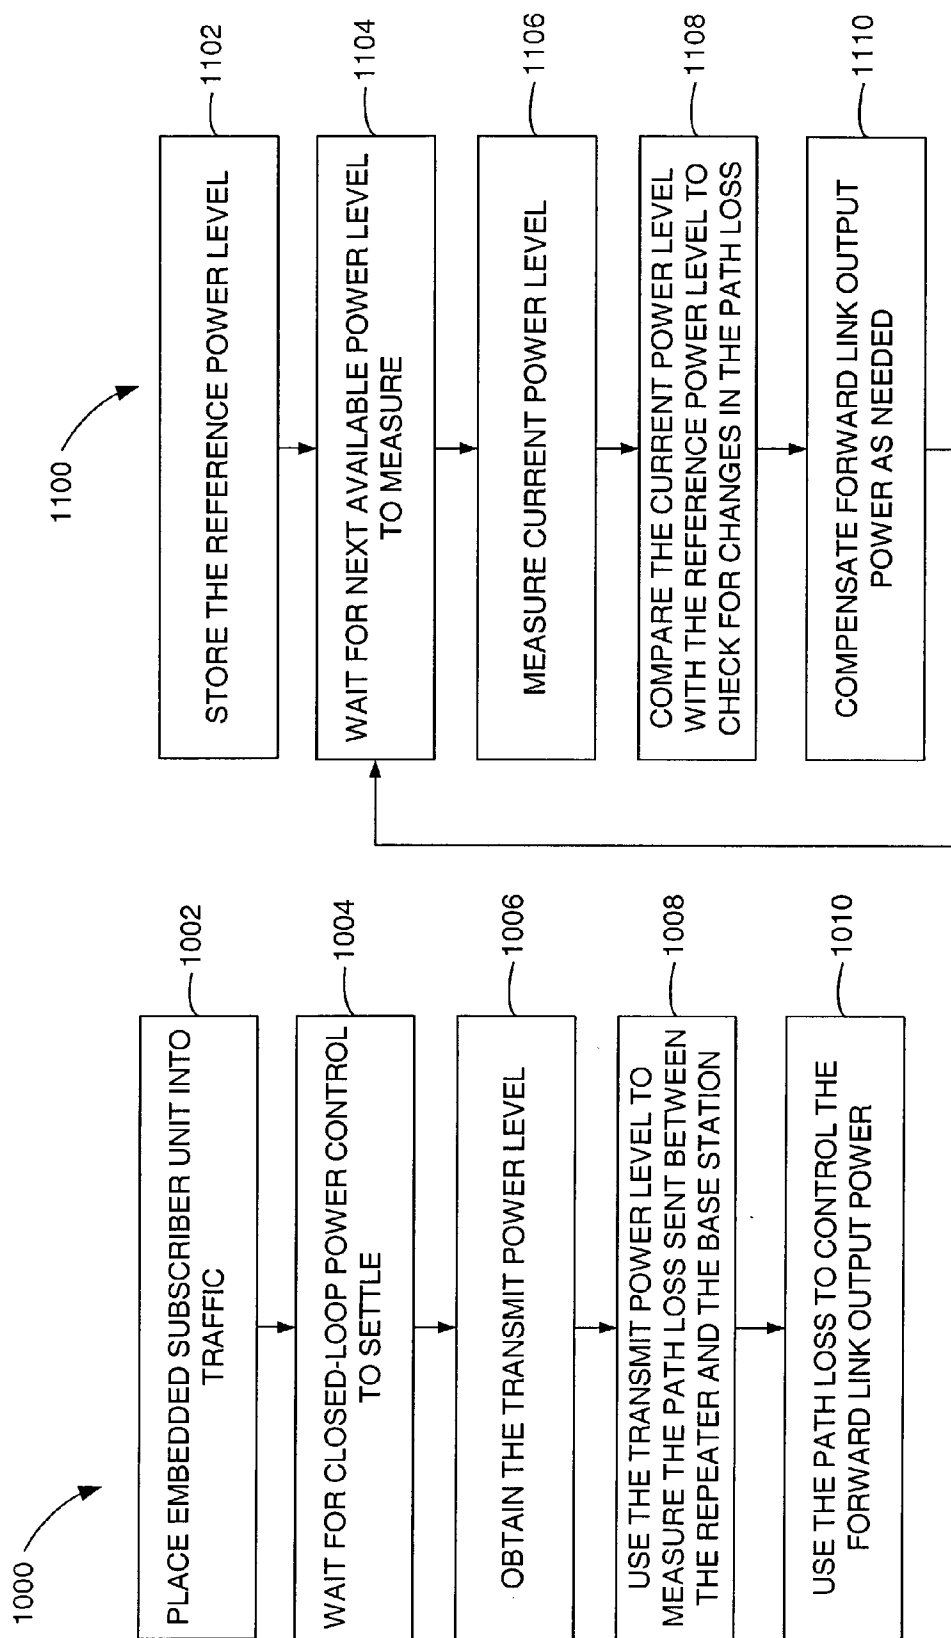 1000
PLACE EMBEDDED SUBSCRIBER UNIT INTO
TRAFFIC
1002
WAIT FOR CLOSED-LOOP POWER CONTROL
TO SETTLE
1004
OBTAIN THE TRANSMIT POWER LEVEL
1006
USE THE TRANSMIT POWER LEVEL TO
MEASURE THE PATH LOSS SENT BETWEEN
THE REPEATER AND THE BASE STATION
1008
USE THE PATH LOSS TO CONTROL THE
FORWARD LINK OUTPUT POWER
1010
1100
STORE THE REFERENCE POWER LEVEL
1102
WAIT FOR NEXT AVAILABLE POWER LEVEL
TO MEASURE
1104
MEASURE CURRENT POWER LEVEL
1106
COMPARE THE CURRENT POWER LEVEL
WITH THE REFERENCE POWER LEVEL TO
CHECK FOR CHANGES IN THE PATH LOSS
1108
COMPENSATE FORWARD LINK OUTPUT
POWER AS NEEDED
1110